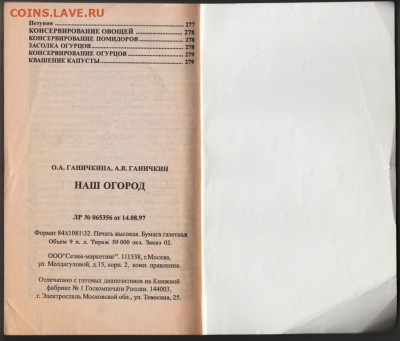 COINS.LAVE.RU
Петуния 277
КОНСЕРВИРОВАНИЕ ОВОЩЕЙ 278
КОНСЕРВИРОВАНИЕ ПОМИДОРОВ 278
ЗАСОЛКА ОГУРЦОВ 278
КОНСЕРВИРОВАНИЕ ОГУРЦОВ 279
КВАШЕНИЕ КАПУСТЫ 279
О.А. ГАНИЧКИНА, А.В. ГАНИЧКИН
НАШ ОГОРОД
ЛР № 065356 от 14.08.97
Формат 84Х1081\32. Печать высокая. Бумага газетная
Объем 9 п. л. Тираж 50 000 экз. Заказ 02.
ООО"Сезам-маркетинг". 111538, г.Москва,
ул. Молдагуловой, д.15, корп. 2, комн. правления.
Отпечатано с готовых диапозитивов на Книжной
фабрике № 1 Госкомпечати России. 144003,
г. Электросталь Московской обл., ул. Тевосяна, 25.